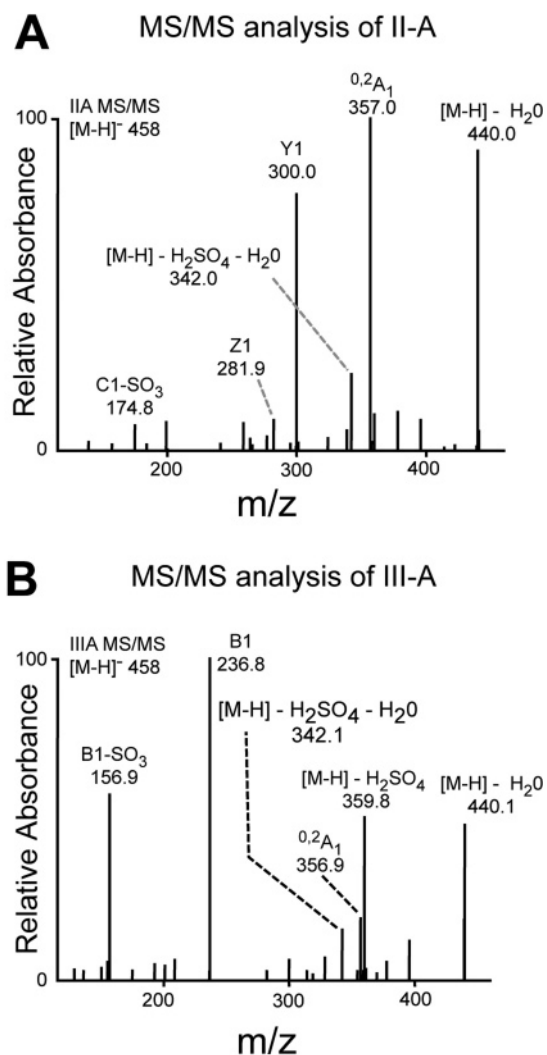 A
MS/MS analysis of II-A
IIA MS/MS
[M-H]⁻ 458
100
0
Relative Absorbance
C1-SO₃
174.8
Z1
281.9
[M-H] - H₂SO₄ - H₂0
342.0
Y1
300.0
⁰,²A₁
357.0
[M-H] - H₂0
440.0
200
300
400
m/z
B
MS/MS analysis of III-A
IIIA MS/MS
[M-H]⁻ 458
100
0
Relative Absorbance
B1-SO₃
156.9
B1
236.8
[M-H] - H₂SO₄ - H₂0
342.1
⁰,²A₁
356.9
[M-H] - H₂SO₄
359.8
[M-H] - H₂0
440.1
200
300
400
m/z